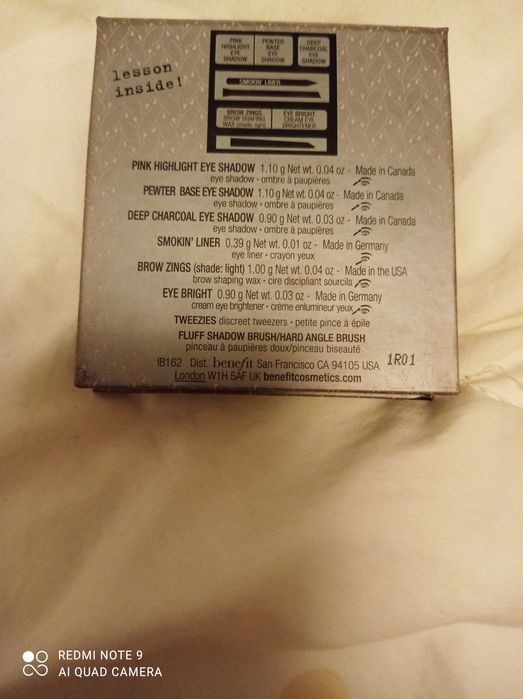 lesson
inside!
PINK
HIGHLIGHT
EYE
SHADOW
PEWTER
BASE
EYE
SHADOW
DEEP
CHARCOAL
EYE
SHADOW
SMOKIN' LINER
BROW ZINGS
BROW SHAPING
WAX (shade: light)
EYE BRIGHT
CREAM EYE
BRIGHTENER
PINK HIGHLIGHT EYE SHADOW 1.10 g Net wt. 0.04 oz - Made in Canada
eye shadow • ombre à paupières
PEWTER BASE EYE SHADOW 1.10 g Net wt. 0.04 oz - Made in Canada
eye shadow • ombre à paupières
DEEP CHARCOAL EYE SHADOW 0.90 g Net wt. 0.03 oz - Made in Canada
eye shadow • ombre à paupières
SMOKIN' LINER 0.39 g Net wt. 0.01 oz - Made in Germany
eye liner • crayon yeux
BROW ZINGS (shade: light) 1.00 g Net wt. 0.04 oz - Made in the USA
brow shaping wax • cire discipliant sourcils
EYE BRIGHT 0.90 g Net wt. 0.03 oz - Made in Germany
cream eye brightener • crème enlumineur yeux
TWEEZIES discreet tweezers • petite pince à épile
FLUFF SHADOW BRUSH/HARD ANGLE BRUSH
pinceau à paupières doux/pinceau biseauté
IB162 Dist. benefit San Francisco CA 94105 USA 1R01
London W1H 5AF UK benefitcosmetics.com
REDMI NOTE 9
AI QUAD CAMERA